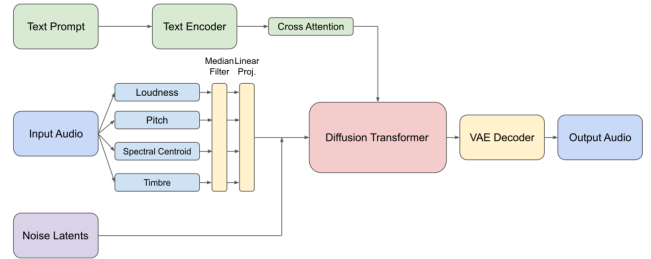 Text Prompt
Text Encoder
Cross Attention
Median Linear
Filter Proj.
Loudness
Pitch
Input Audio
Spectral Centroid
Timbre
Diffusion Transformer
VAE Decoder
Output Audio
Noise Latents